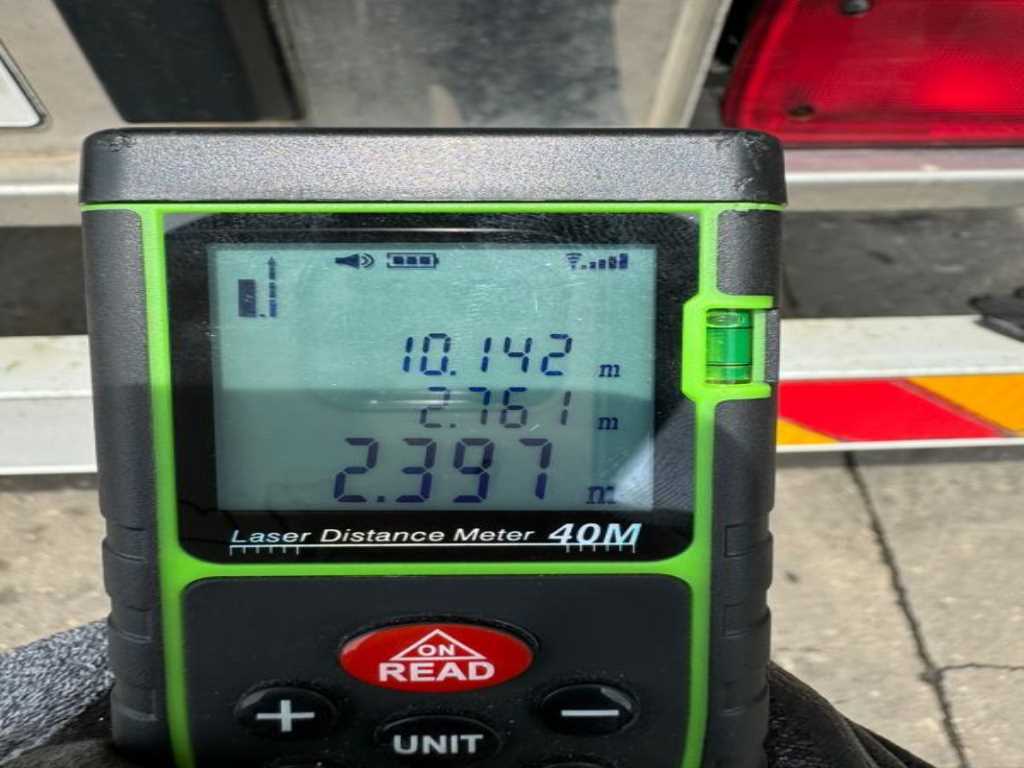 10.142 m
2.761 m
2.397 m
Laser Distance Meter 40M
ON
READ
+ −
UNIT